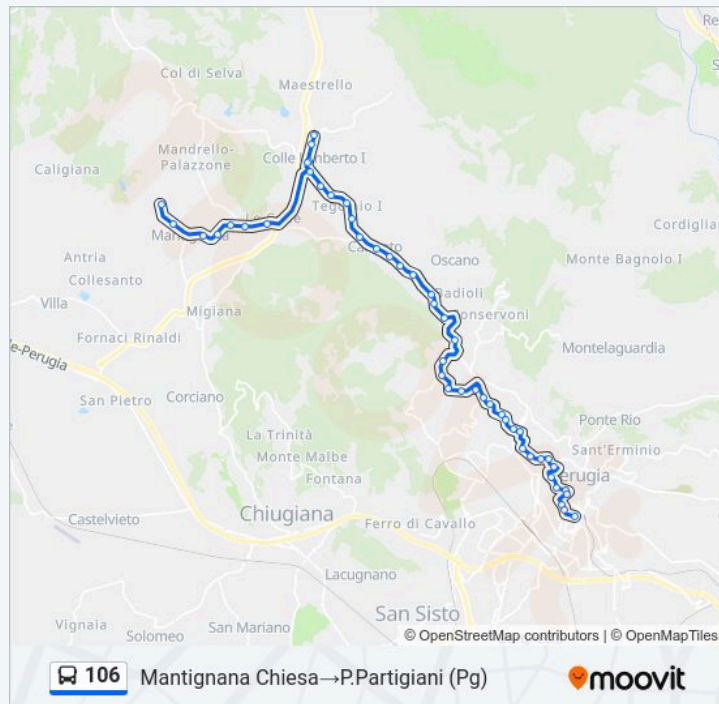 Re
Col di Selva
Maestrello
S
Mandrello-
Palazzone
Colle Umberto I
Caligiana
Tegolio I
Cordiglian
Antria
Oscano
Monte Bagnolo I
Collesanto
Badioli
Villa
Migiana
Conservoni
Fornaci Rinaldi
Montelaguardia
le-Perugia
San Pietro
Corciano
Ponte Rio
La Trinità
Sant'Erminio
Monte Malbe
Perugia
Fontana
Chiugiana
Castelvieto
Ferro di Cavallo
Lacugnano
San Sisto
Vignaia
San Mariano
Solomeo
© OpenStreetMap contributors | © OpenMapTiles
106 Mantignana Chiesa→P.Partigiani (Pg)
moovit